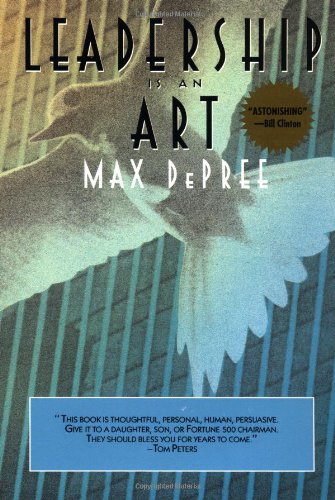 LEADERSHIP
IS AN
ART
"ASTONISHING"
—Bill Clinton
MAX DEPREE
"THIS BOOK IS THOUGHTFUL, PERSONAL, HUMAN, PERSUASIVE.
GIVE IT TO A DAUGHTER, SON, OR FORTUNE 500 CHAIRMAN.
THEY SHOULD BLESS YOU FOR YEARS TO COME."
—TOM PETERS